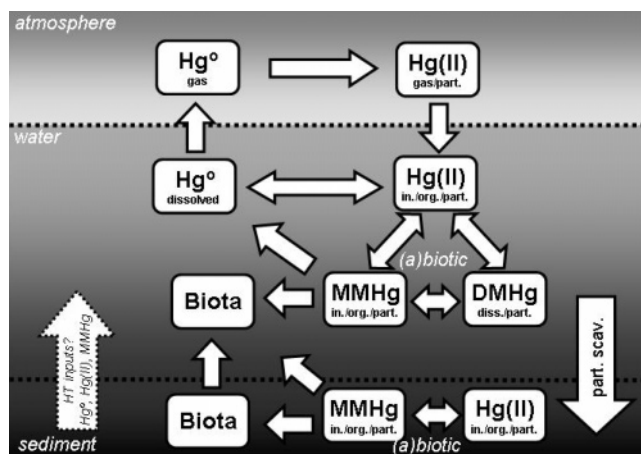 atmosphere
Hg° Hg(II)
gas gas/part.
water
Hg° Hg(II)
dissolved in./org./part.
(a)biotic
Biota MMHg DMHg
in./org./part. diss./part.
HT inputs?
Hg°, Hg(II), MMHg
part. scav.
Biota MMHg Hg(II)
in./org./part. in./org./part.
sediment (a)biotic